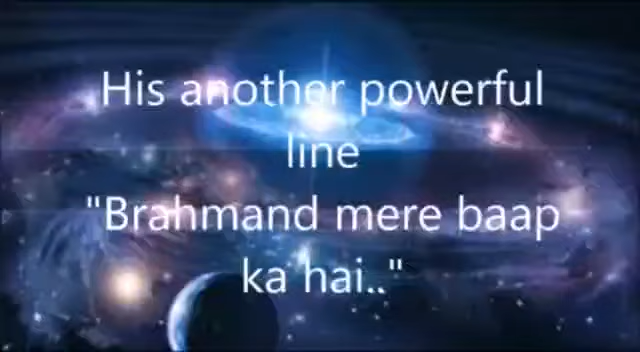 His another powerful
line
"Brahmand mere baap
ka hai.."